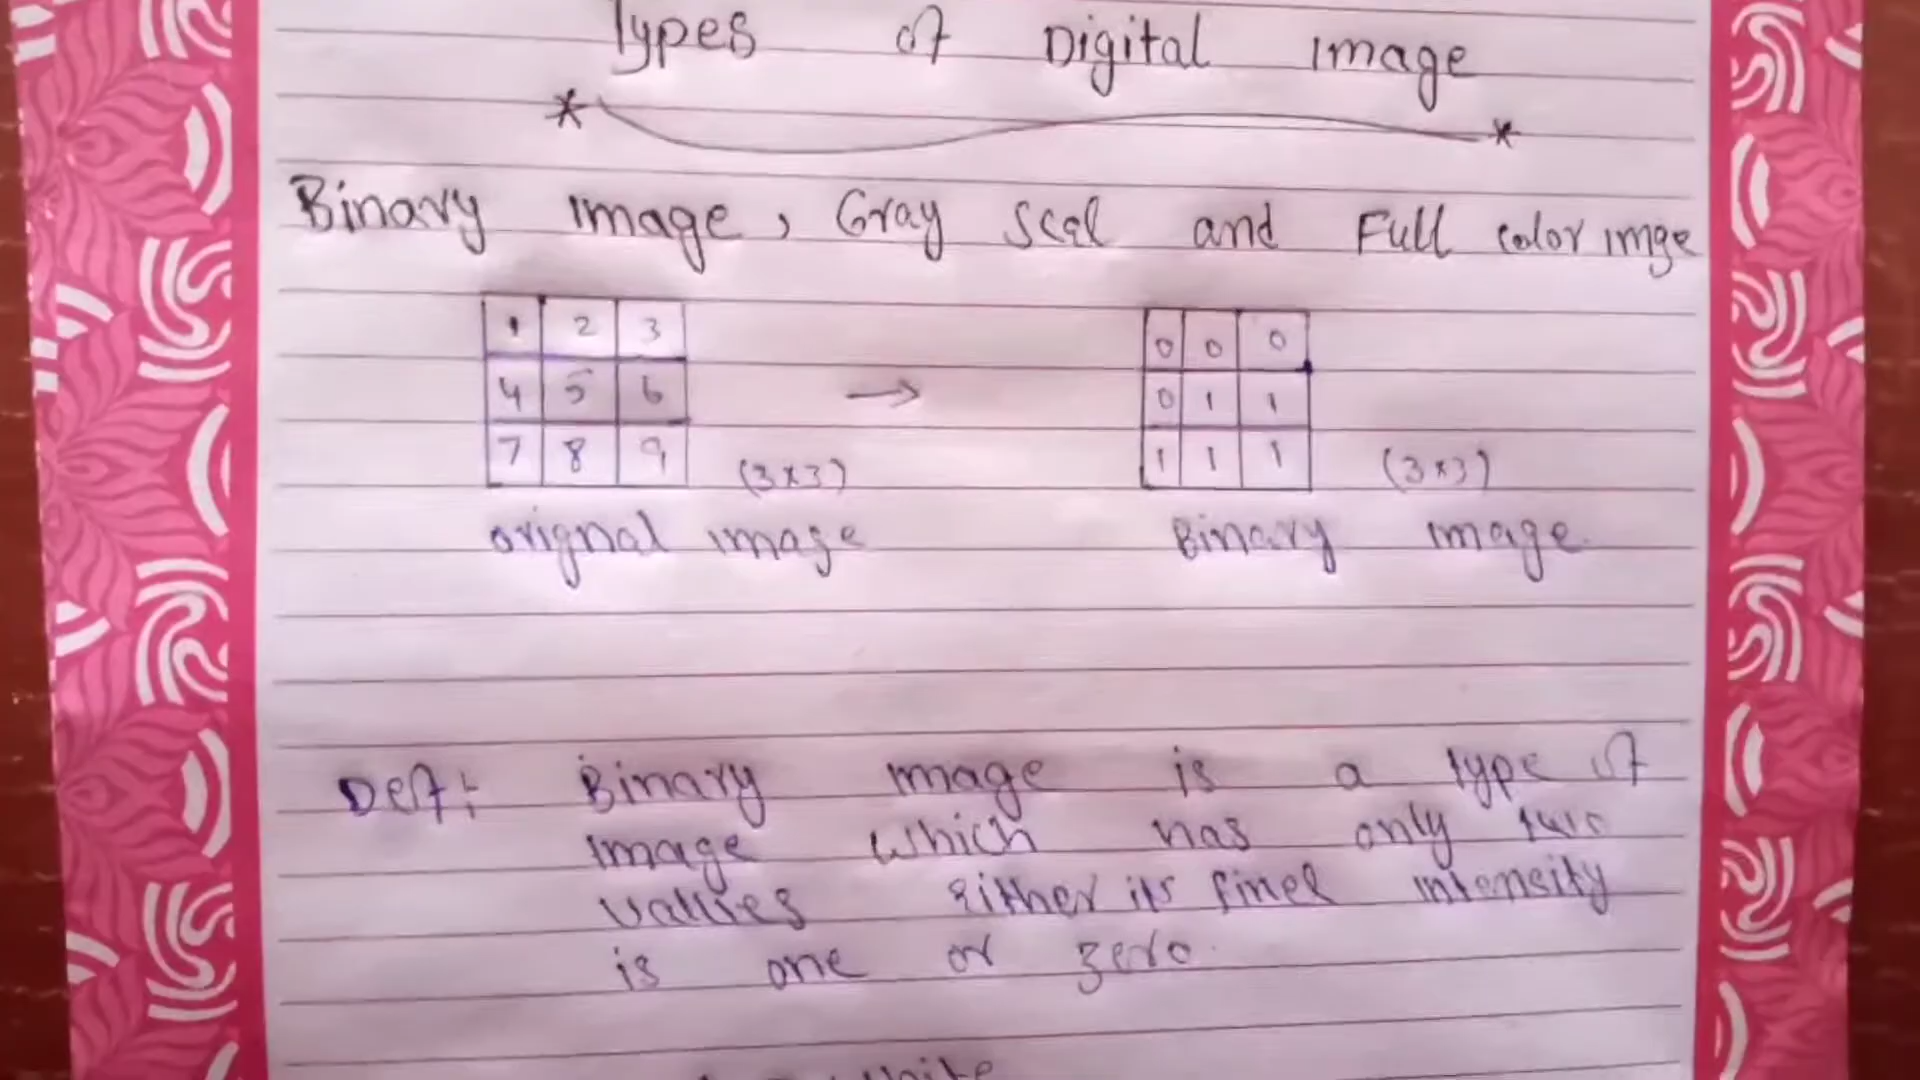 Types of Digital Image
Binary Image, Gray Scal and Full color imge
1 2 3
4 5 6
7 8 9
(3x3)
→
0 0 0
0 1 1
1 1 1
(3x3)
orignal image
Binary Image
Def: Binary Image is a type of
Image which has only two
values Either its pinel intensity
is one or zero.
white